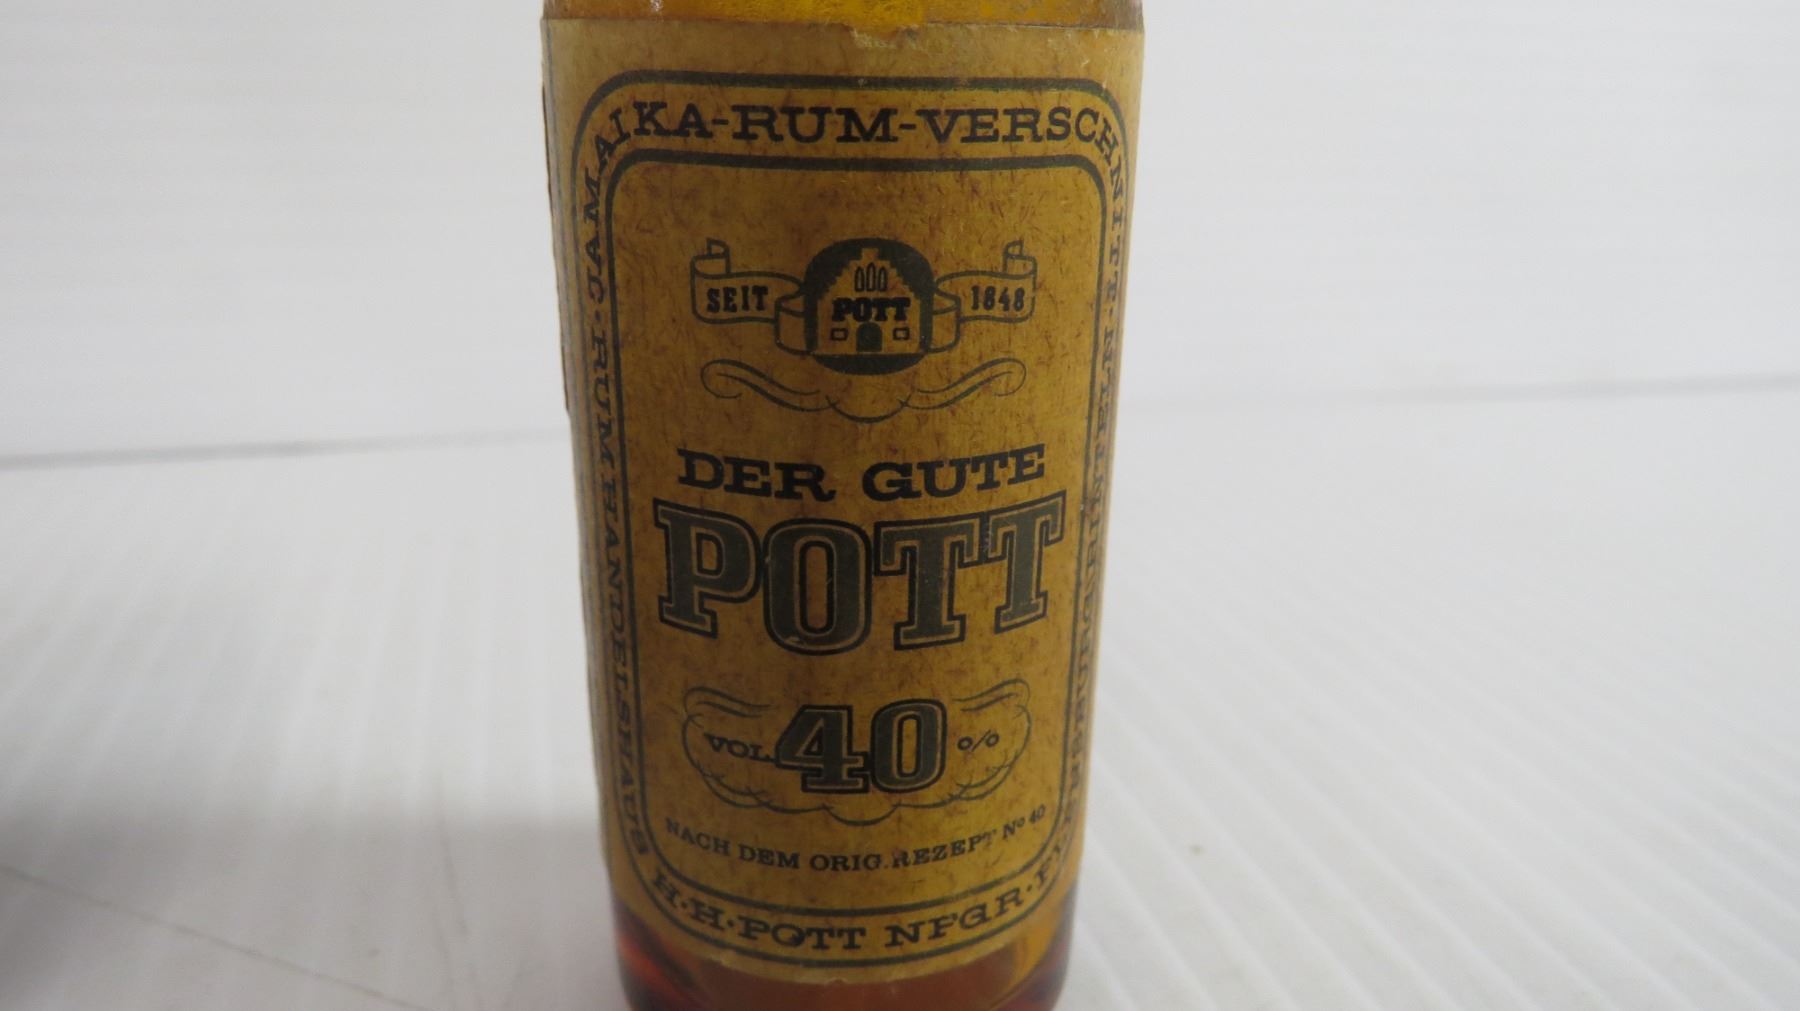 JAMAIKA-RUM-VERSCHNITT · NIEDERLASSUNG
SEIT POTT 1848
DER GUTE
POTT
VOL. 40 %
NACH DEM ORIG. REZEPT Nº 40
RUM HANDELSHAUS
H·H·POTT NFGR·